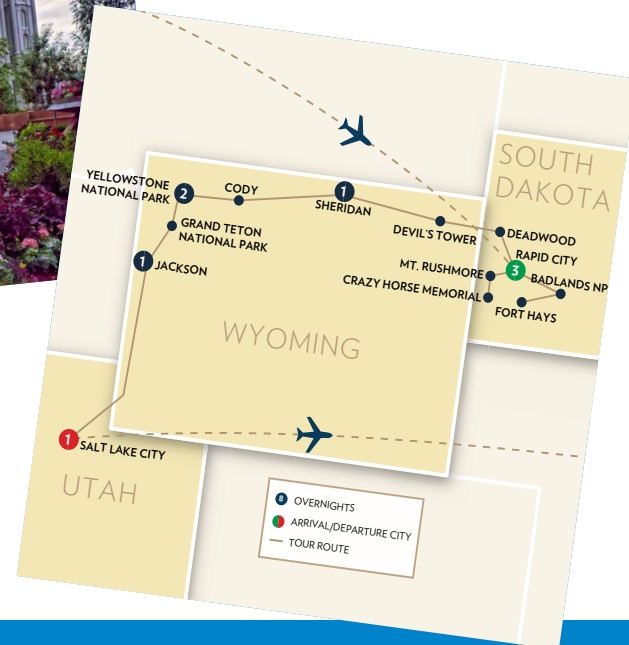 SOUTH
DAKOTA
YELLOWSTONE
NATIONAL PARK
2
CODY
1
SHERIDAN
GRAND TETON
NATIONAL PARK
DEVIL'S TOWER
DEADWOOD
RAPID CITY
3
MT. RUSHMORE
BADLANDS NP
CRAZY HORSE MEMORIAL
FORT HAYS
1
JACKSON
WYOMING
1
SALT LAKE CITY
UTAH
8 OVERNIGHTS
ARRIVAL/DEPARTURE CITY
TOUR ROUTE